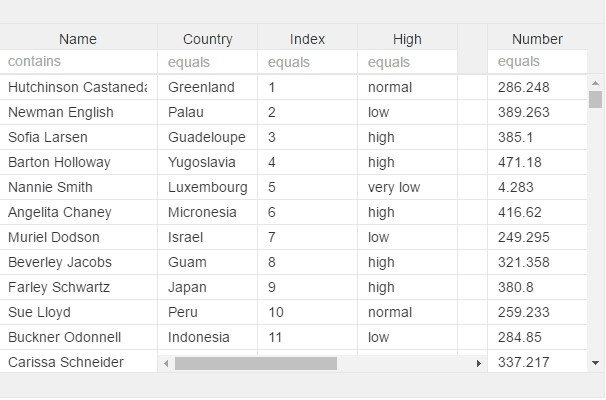 Name Country Index High Number
contains equals equals equals equals
Hutchinson Castaneda Greenland 1 normal 286.248
Newman English Palau 2 low 389.263
Sofia Larsen Guadeloupe 3 high 385.1
Barton Holloway Yugoslavia 4 high 471.18
Nannie Smith Luxembourg 5 very low 4.283
Angelita Chaney Micronesia 6 high 416.62
Muriel Dodson Israel 7 low 249.295
Beverley Jacobs Guam 8 high 321.358
Farley Schwartz Japan 9 high 380.8
Sue Lloyd Peru 10 normal 259.233
Buckner Odonnell Indonesia 11 low 284.85
Carissa Schneider 337.217